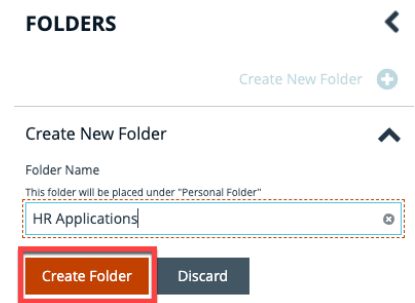 FOLDERS
Create New Folder
Create New Folder
Folder Name
This folder will be placed under "Personal Folder"
HR Applications
Create Folder Discard